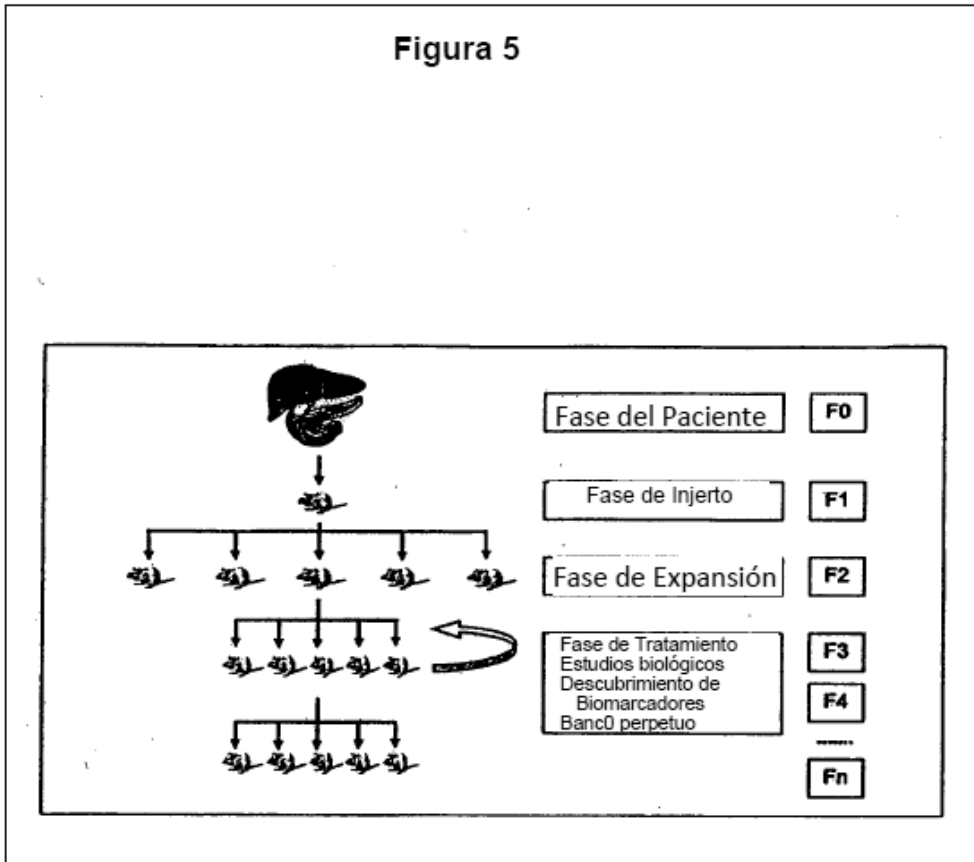 Figura 5
Fase del Paciente F0
Fase de Injerto F1
Fase de Expansión F2
Fase de Tratamiento F3
Estudios biológicos
Descubrimiento de F4
Biomarcadores
Banc0 perpetuo
Fn